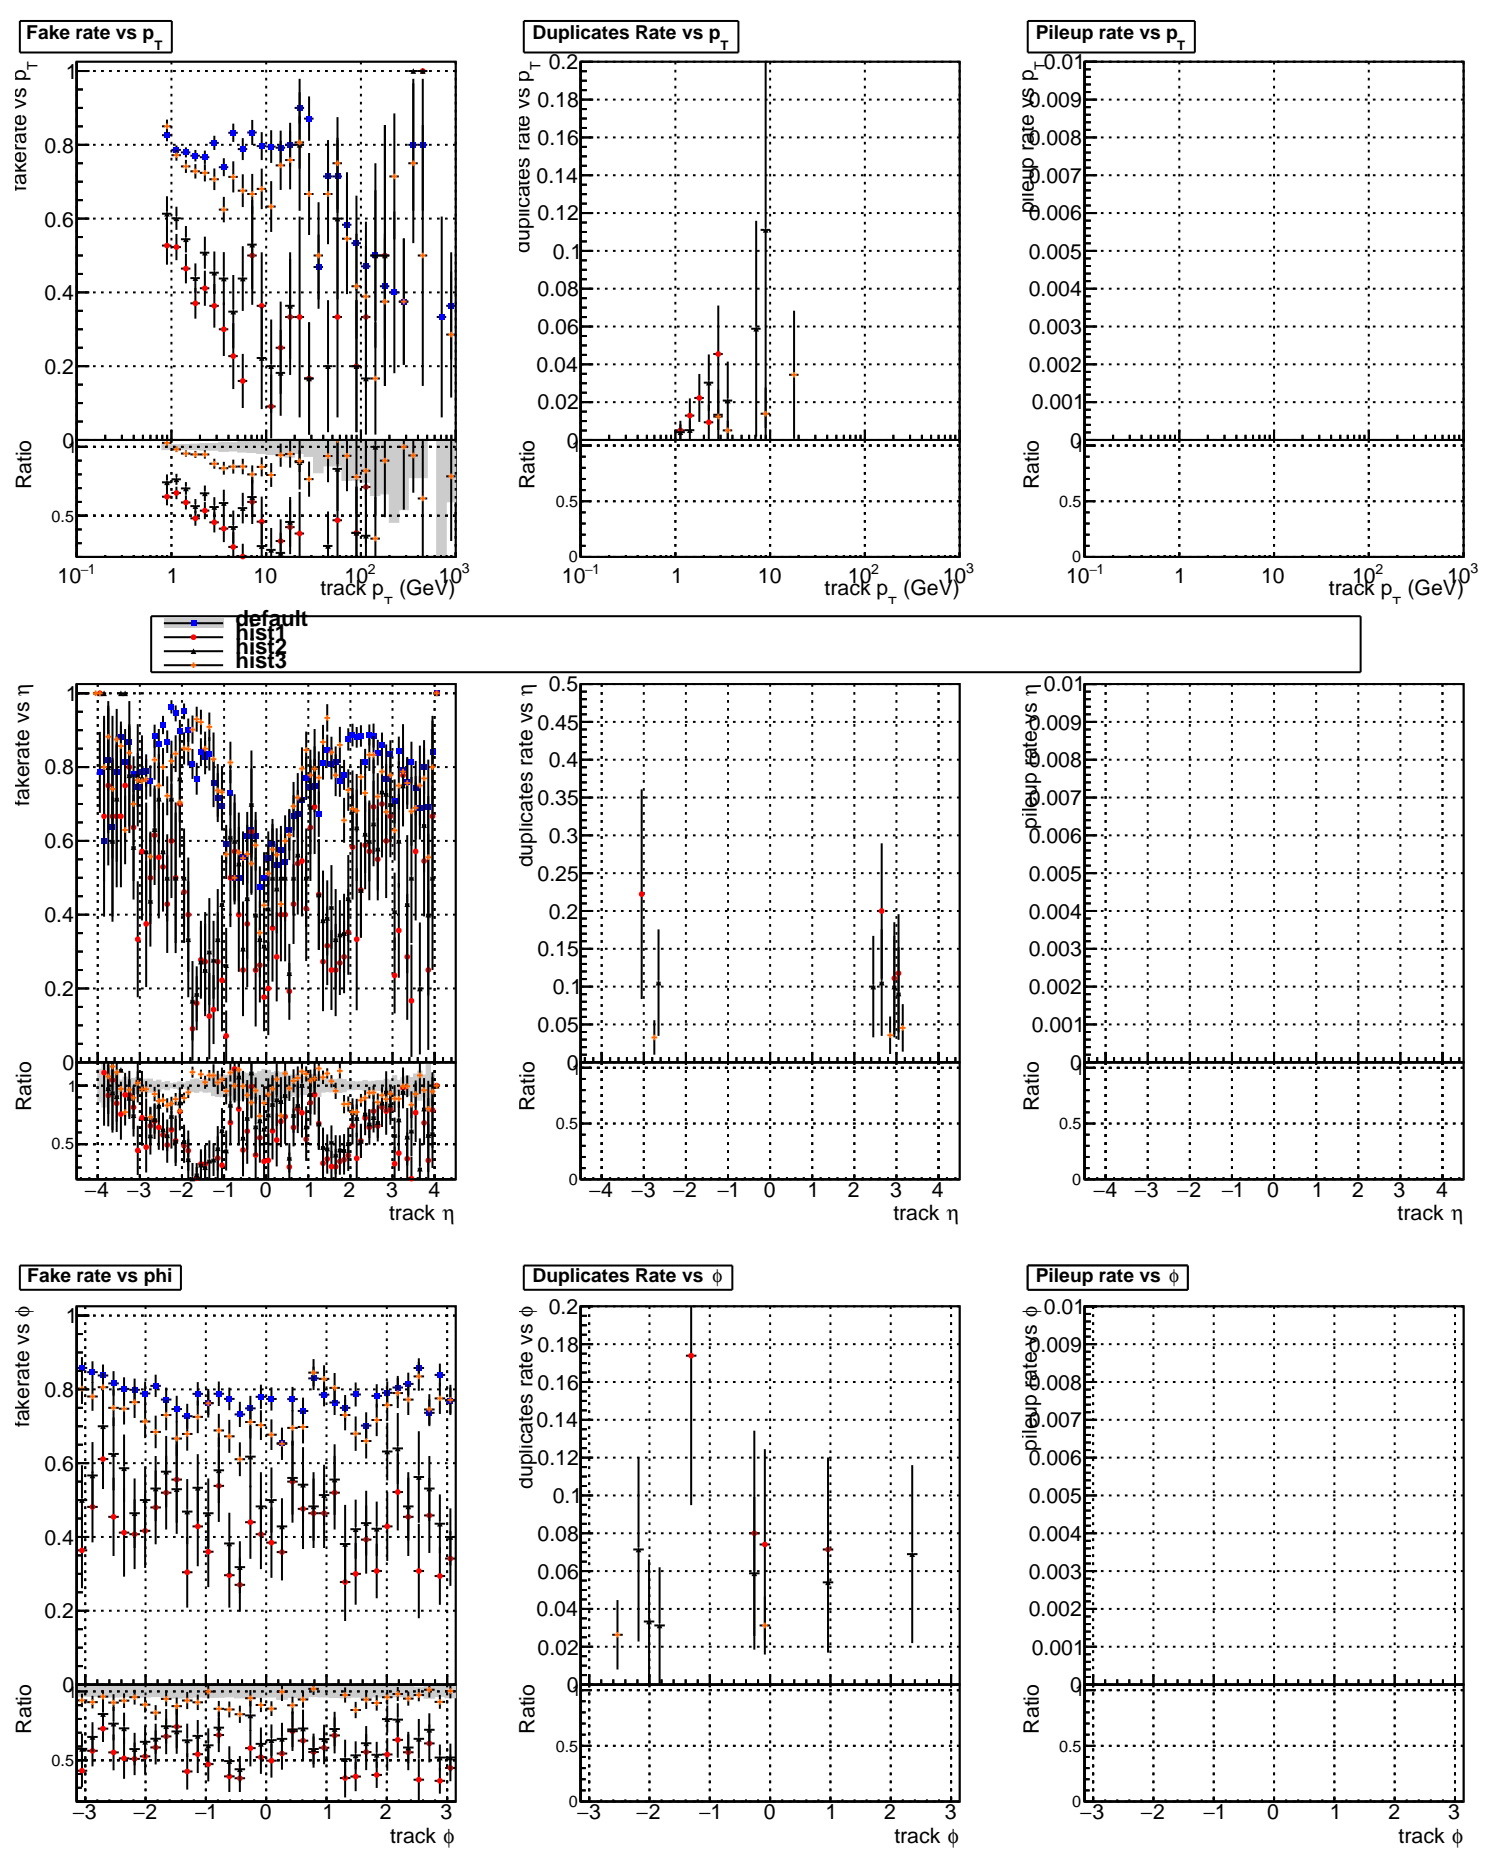 Fake rate vs pT
fakerate vs pT
1
0.8
0.6
0.4
0.2
0
Ratio
1
0.5
10−1 1 10 102 103
track pT (GeV)
Duplicates Rate vs pT
duplicates rate vs pT
0.2
0.18
0.16
0.14
0.12
0.1
0.08
0.06
0.04
0.02
0
Ratio
1
0.5
0
10−1 1 10 102 103
track pT (GeV)
Pileup rate vs pT
pileup rate vs pT
0.01
0.009
0.008
0.007
0.006
0.005
0.004
0.003
0.002
0.001
0
Ratio
1
0.5
0
10−1 1 10 102 103
track pT (GeV)
default
hist1
hist2
hist3
fakerate vs η
1
0.8
0.6
0.4
0.2
0
Ratio
1
0.5
−4 −3 −2 −1 0 1 2 3 4
track η
duplicates rate vs η
0.5
0.45
0.4
0.35
0.3
0.25
0.2
0.15
0.1
0.05
0
Ratio
1
0.5
0
−4 −3 −2 −1 0 1 2 3 4
track η
pileup rate vs η
0.01
0.009
0.008
0.007
0.006
0.005
0.004
0.003
0.002
0.001
0
Ratio
1
0.5
0
−4 −3 −2 −1 0 1 2 3 4
track η
Fake rate vs phi
fakerate vs ϕ
1
0.8
0.6
0.4
0.2
0
Ratio
1
0.5
−3 −2 −1 0 1 2 3
track ϕ
Duplicates Rate vs ϕ
duplicates rate vs ϕ
0.2
0.18
0.16
0.14
0.12
0.1
0.08
0.06
0.04
0.02
0
Ratio
1
0.5
0
−3 −2 −1 0 1 2 3
track ϕ
Pileup rate vs ϕ
pileup rate vs ϕ
0.01
0.009
0.008
0.007
0.006
0.005
0.004
0.003
0.002
0.001
0
Ratio
1
0.5
0
−3 −2 −1 0 1 2 3
track ϕ